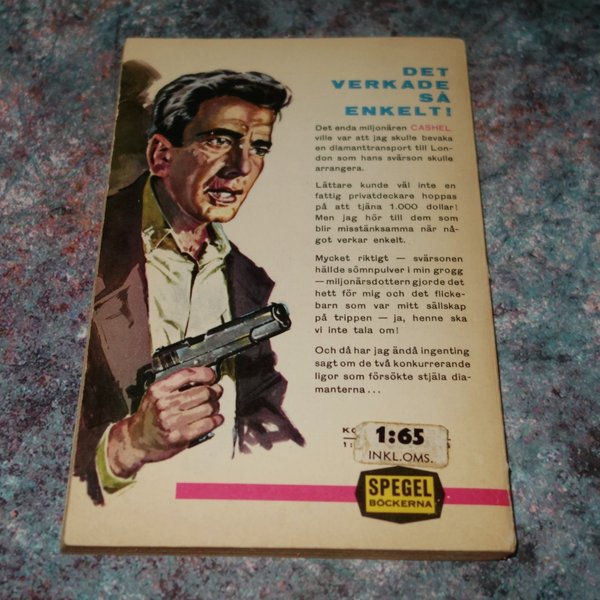 DET
VERKADE
SÅ
ENKELT!
Det enda miljonären CASHEL
ville var att jag skulle bevaka
en diamanttransport till Lon-
don som hans svärson skulle
arrangera.
Lättare kunde väl inte en
fattig privatdeckare hoppas
på att tjäna 1.000 dollar!
Men jag hör till dem som
blir misstänksamma när nå-
got verkar enkelt.
Mycket riktigt — svärsonen
hällde sömnpulver i min grogg
— miljonärsdottern gjorde det
hett för mig och det flicke-
barn som var mitt sällskap
på trippen — ja, henne ska
vi inte tala om!
Och då har jag ändå ingenting
sagt om de två konkurrerande
ligor som försökte stjäla dia-
manterna...
1:65
INKL.OMS.
SPEGEL
BÖCKERNA